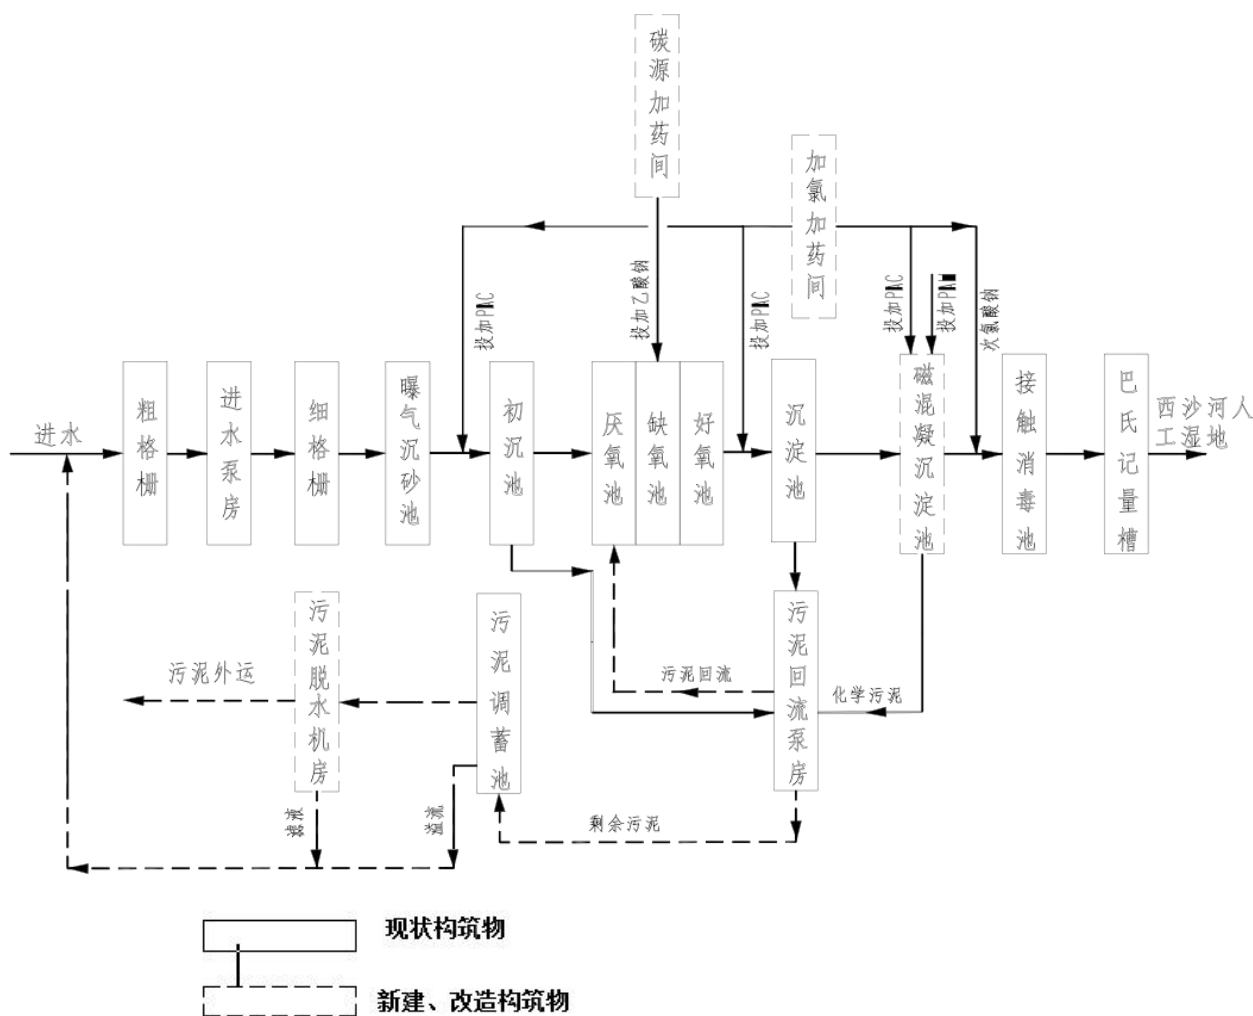 碳源加药间
加氯加药间
投加PAC
投加乙酸钠
投加PAC
投加PAC
投加PA
次氯酸钠
进水
粗格栅
进水泵房
细格栅
曝气沉砂池
初沉池
厌氧池
缺氧池
好氧池
沉淀池
磁混凝沉淀池
接触消毒池
巴氏记量槽
西沙河人
工湿地
污泥外运
污泥脱水机房
污泥调蓄池
污泥回流
污泥回流泵房
化学污泥
滤液
溢流
剩余污泥
现状构筑物
新建、改造构筑物